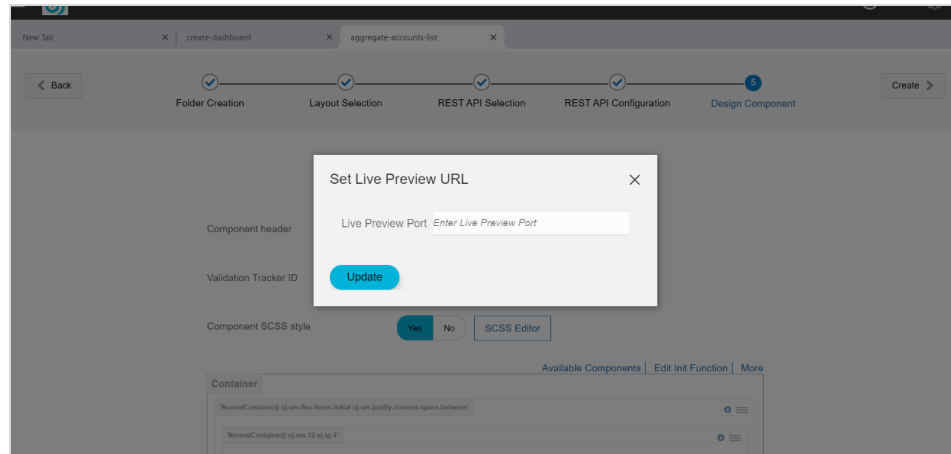 New Tab
create-dashboard
aggregate-accounts-list
Back
5
Create
Folder Creation
Layout Selection
REST API Selection
REST API Configuration
Design Component
Set Live Preview URL
Live Preview Port
Enter Live Preview Port
Component header
Validation Tracker ID
Update
Component SCSS style
Yes
No
SCSS Editor
Available Components | Edit Init Function | More
Container
'NormalContainer() oj-sm-flex-items-initial oj-sm-justify-content-space-between'
'NormalContainer() oj-sm-12 oj-lg-4'